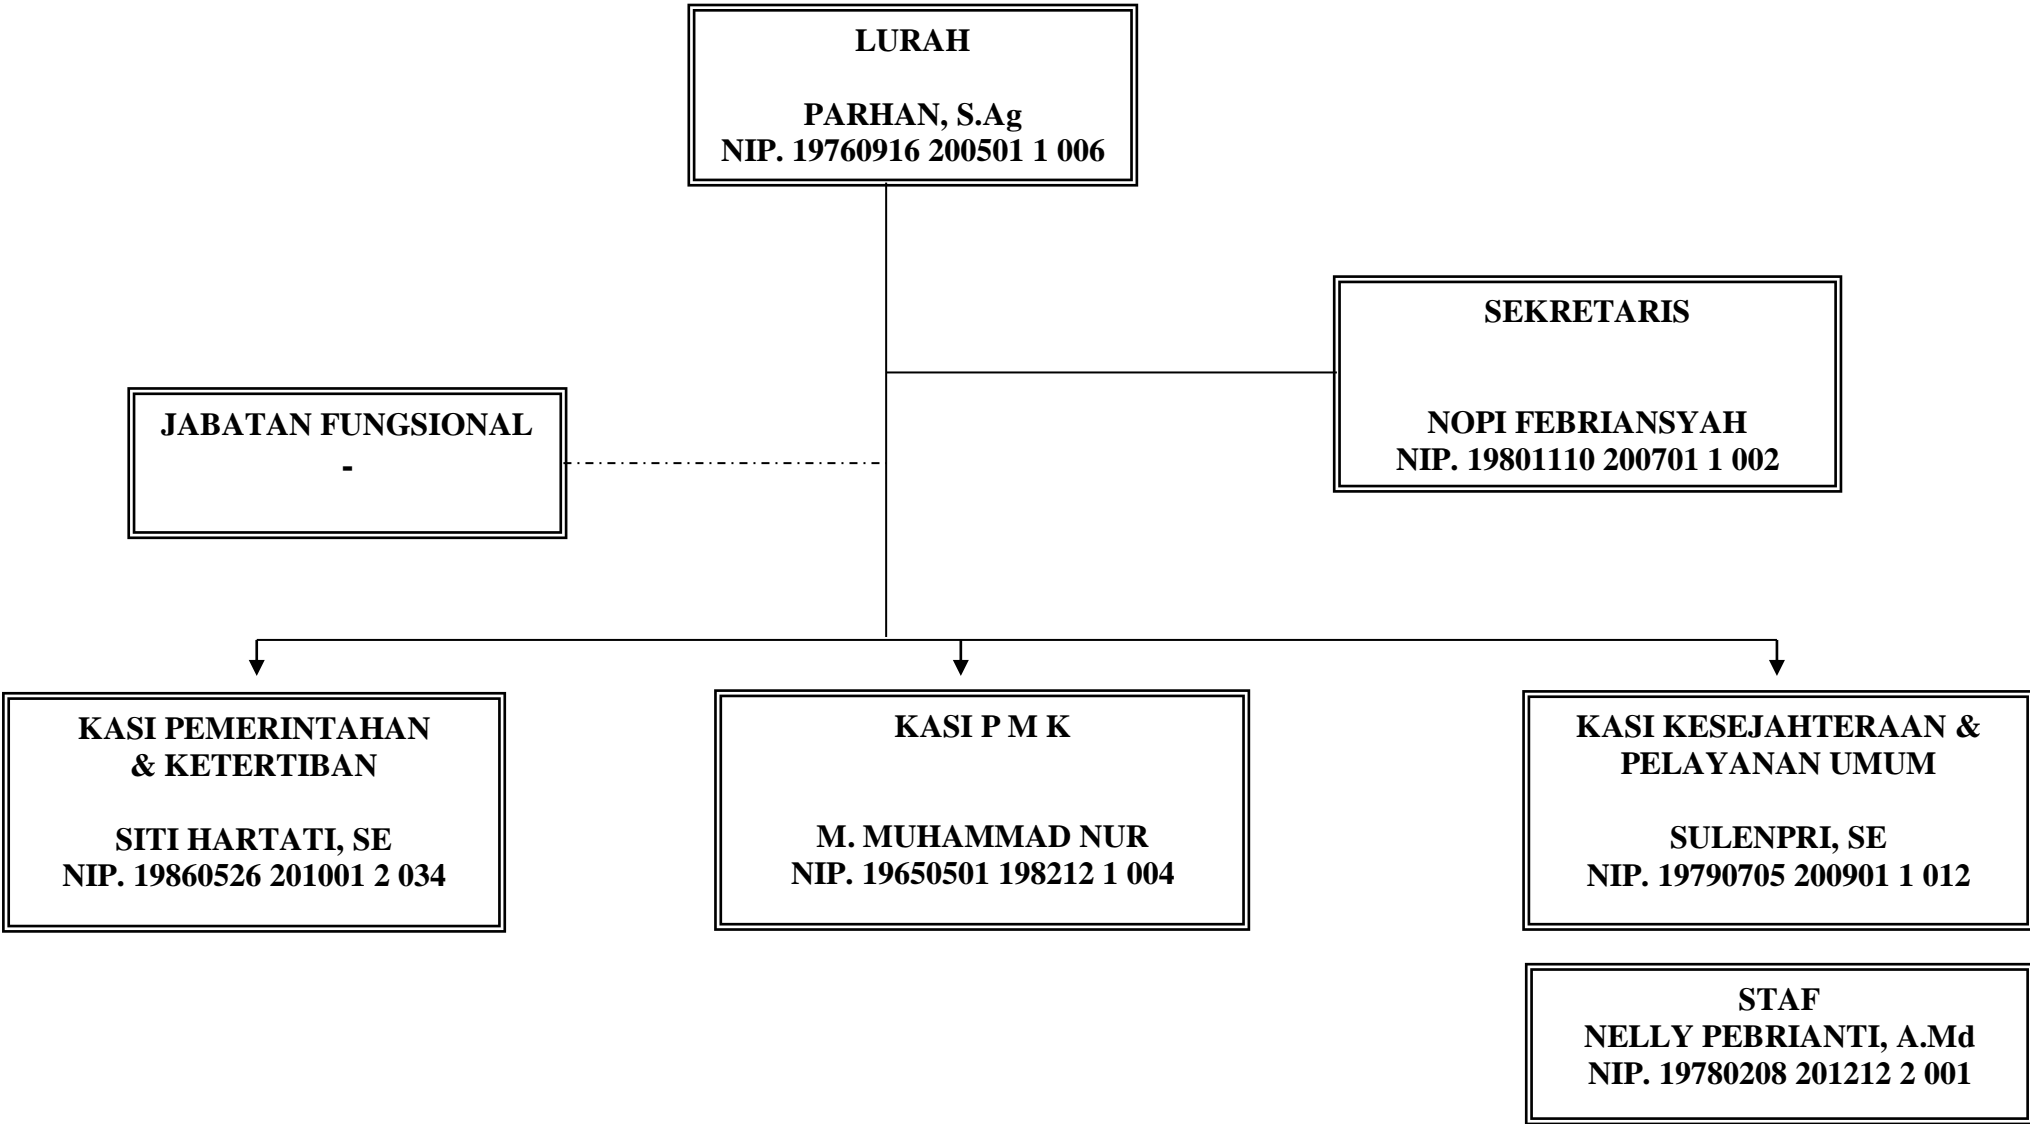 LURAH
PARHAN, S.Ag
NIP. 19760916 200501 1 006
SEKRETARIS
NOPI FEBRIANSYAH
NIP. 19801110 200701 1 002
JABATAN FUNGSIONAL
-
KASI PEMERINTAHAN
& KETERTIBAN
SITI HARTATI, SE
NIP. 19860526 201001 2 034
KASI P M K
M. MUHAMMAD NUR
NIP. 19650501 198212 1 004
KASI KESEJAHTERAAN &
PELAYANAN UMUM
SULENPRI, SE
NIP. 19790705 200901 1 012
STAF
NELLY PEBRIANTI, A.Md
NIP. 19780208 201212 2 001